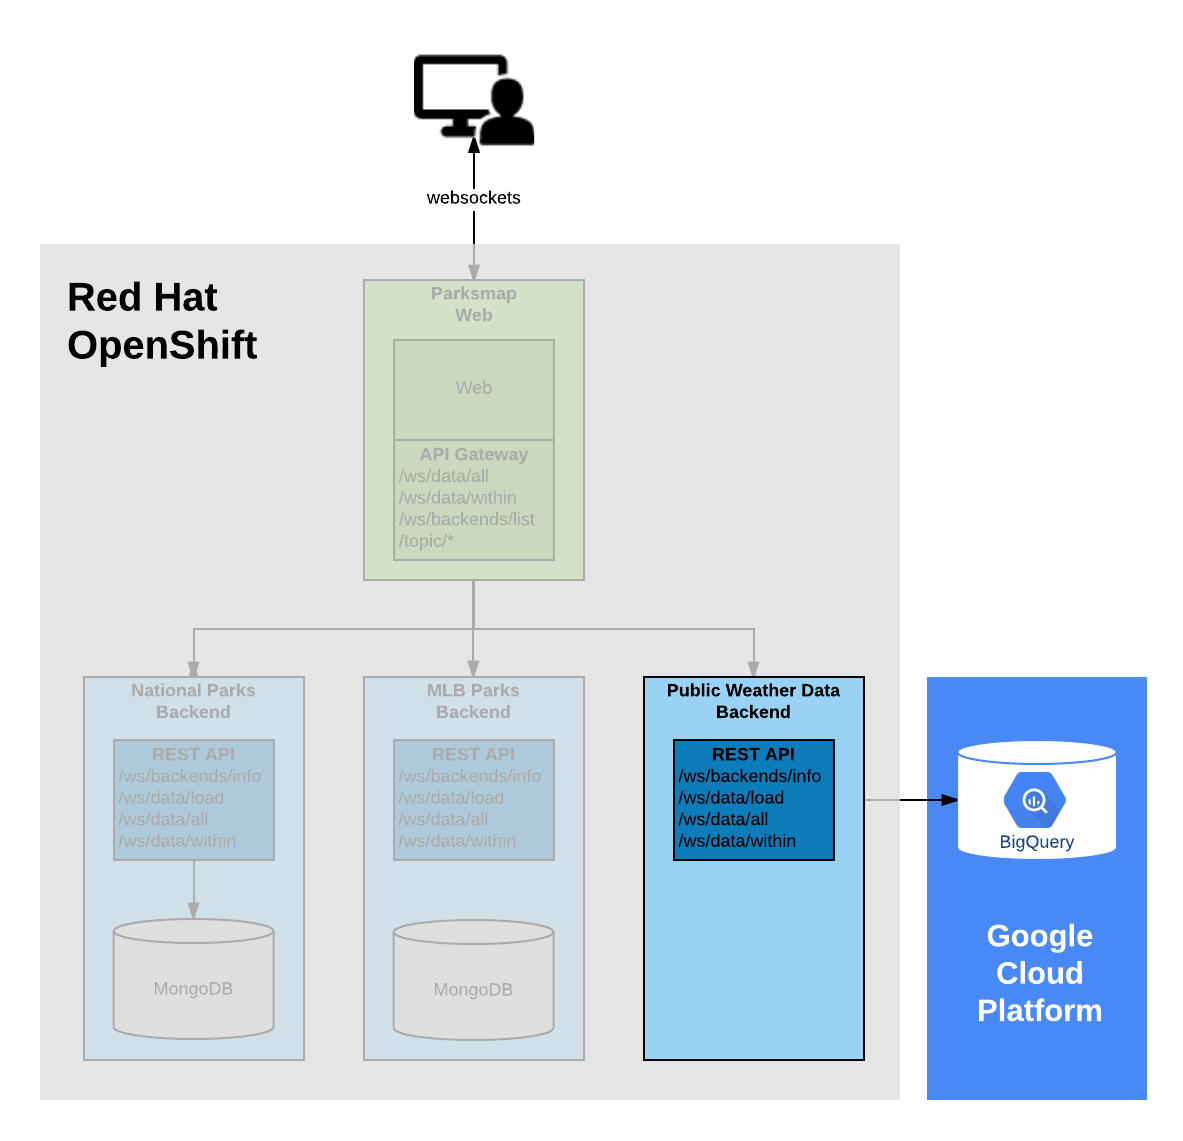 websockets
Red Hat
OpenShift
Parksmap
Web
Web
API Gateway
/ws/data/all
/ws/data/within
/ws/backends/list
/topic/*
National Parks
Backend
REST API
/ws/backends/info
/ws/data/load
/ws/data/all
/ws/data/within
MongoDB
MLB Parks
Backend
REST API
/ws/backends/info
/ws/data/load
/ws/data/all
/ws/data/within
MongoDB
Public Weather Data
Backend
REST API
/ws/backends/info
/ws/data/load
/ws/data/all
/ws/data/within
BigQuery
Google
Cloud
Platform